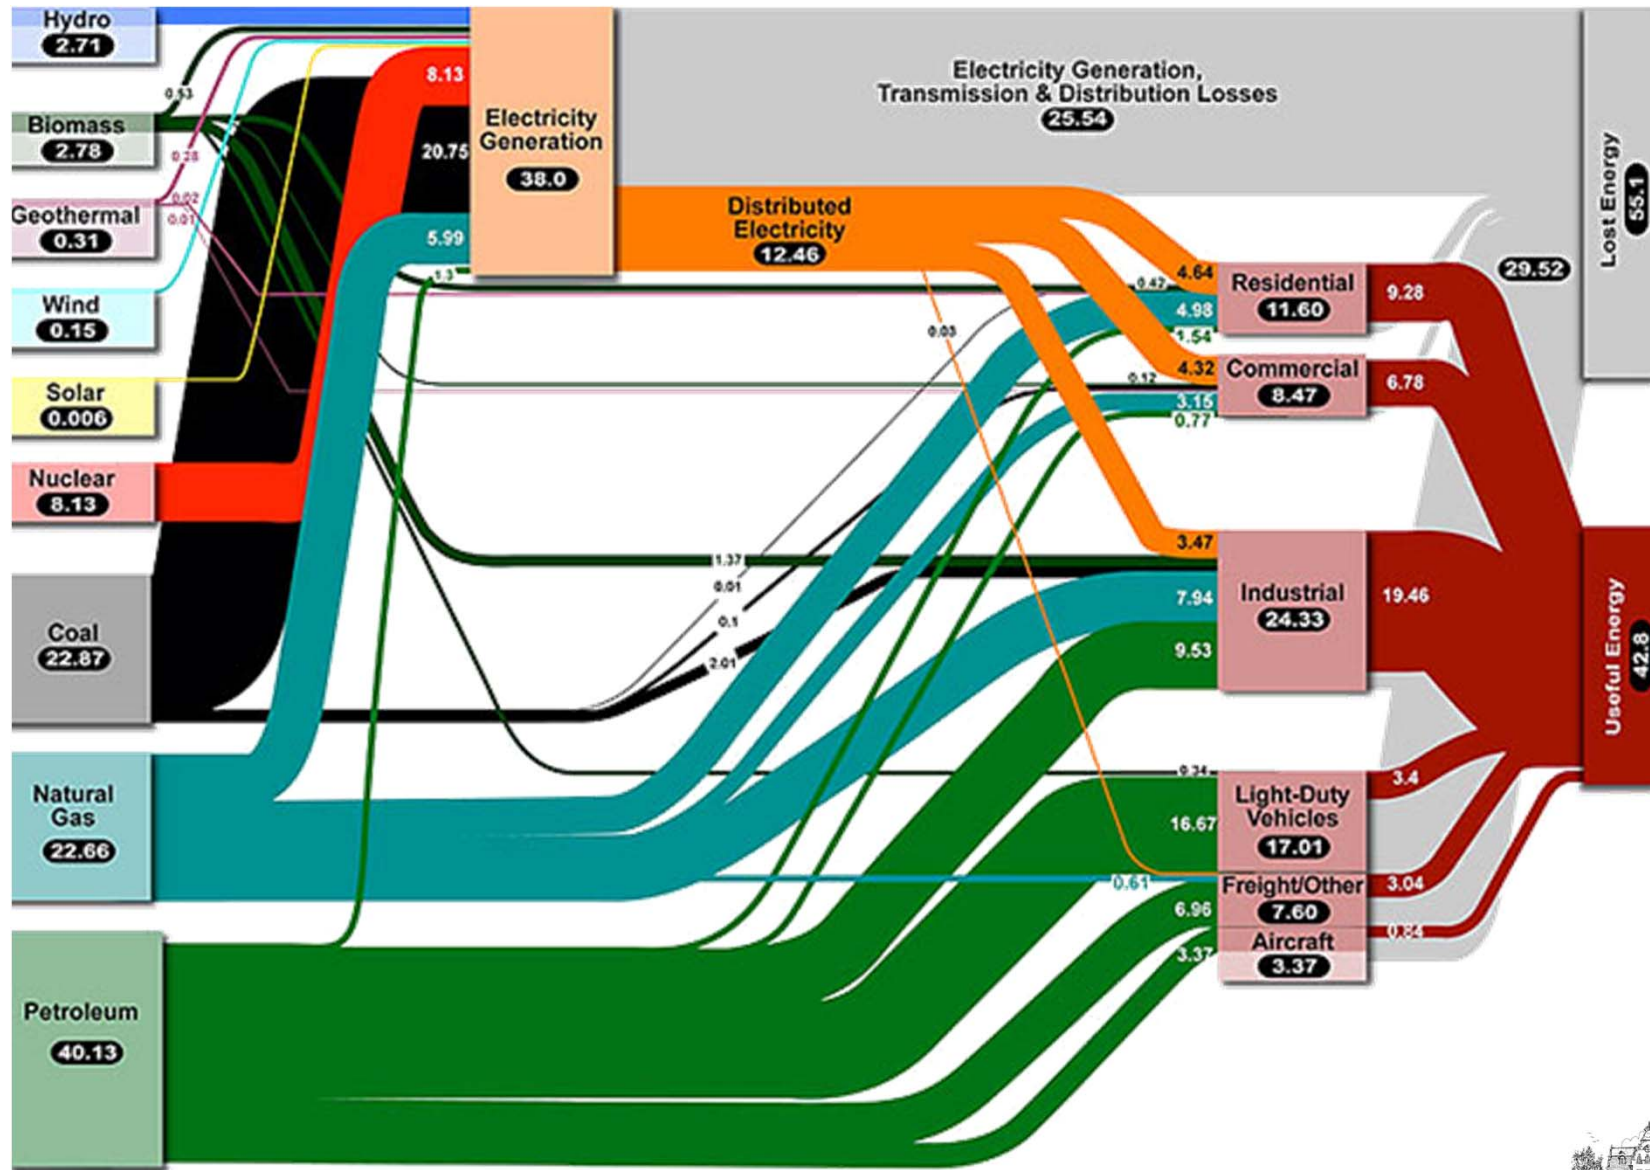 Hydro
2.71
Biomass
2.78
0.53
Geothermal
0.31
0.28
0.02
0.01
Wind
0.15
Solar
0.006
Nuclear
8.13
Coal
22.87
Natural
Gas
22.66
Petroleum
40.13
8.13
20.75
5.99
1.3
Electricity
Generation
38.0
Electricity Generation,
Transmission & Distribution Losses
25.54
Distributed
Electricity
12.46
0.03
1.37
0.01
0.1
2.01
0.42
4.64
4.98
1.54
0.12
4.32
3.15
0.77
3.47
7.94
9.53
0.34
16.67
0.61
6.96
3.37
Residential
11.60
Commercial
8.47
Industrial
24.33
Light-Duty
Vehicles
17.01
Freight/Other
7.60
Aircraft
3.37
9.28
6.78
19.46
3.4
3.04
0.84
29.52
Lost Energy
55.1
Useful Energy
42.8